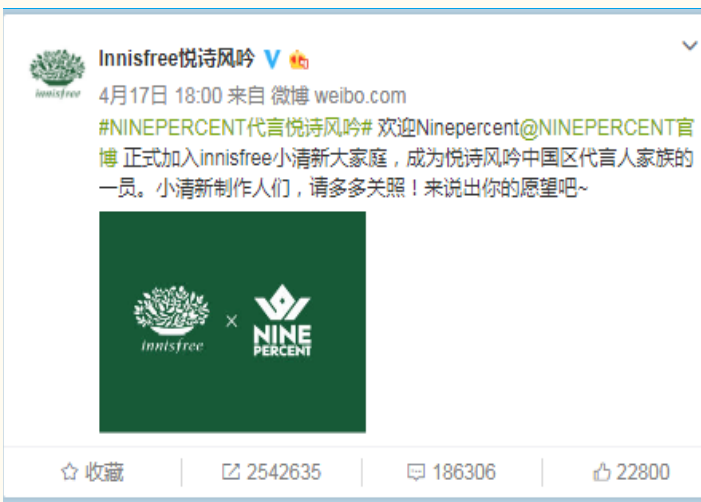 Innisfree悦诗风吟
innisfree
4月17日 18:00 来自 微博 weibo.com
#NINEPERCENT代言悦诗风吟# 欢迎Ninepercent@NINEPERCENT官
博 正式加入innisfree小清新大家庭，成为悦诗风吟中国区代言人家族的
一员。小清新制作人们，请多多关照！来说出你的愿望吧~
innisfree × NINE
PERCENT
收藏 2542635 186306 22800